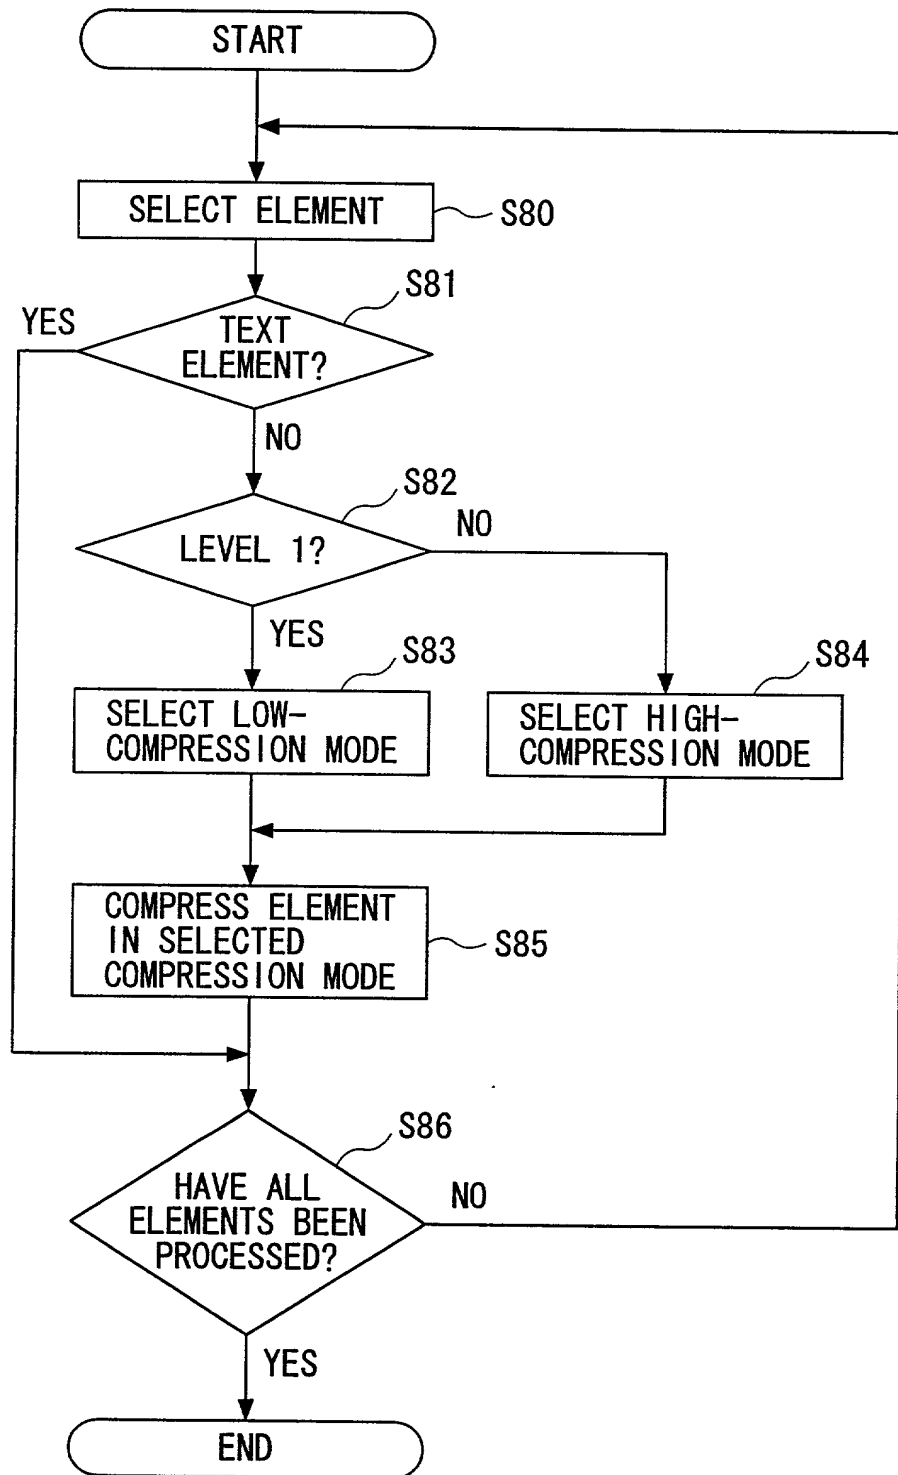 START
SELECT ELEMENT
S80
S81
YES
TEXT
ELEMENT?
NO
S82
NO
LEVEL 1?
YES
S83
S84
SELECT LOW-
COMPRESSION MODE
SELECT HIGH-
COMPRESSION MODE
COMPRESS ELEMENT
IN SELECTED
COMPRESSION MODE
S85
S86
HAVE ALL
ELEMENTS BEEN
PROCESSED?
NO
YES
END